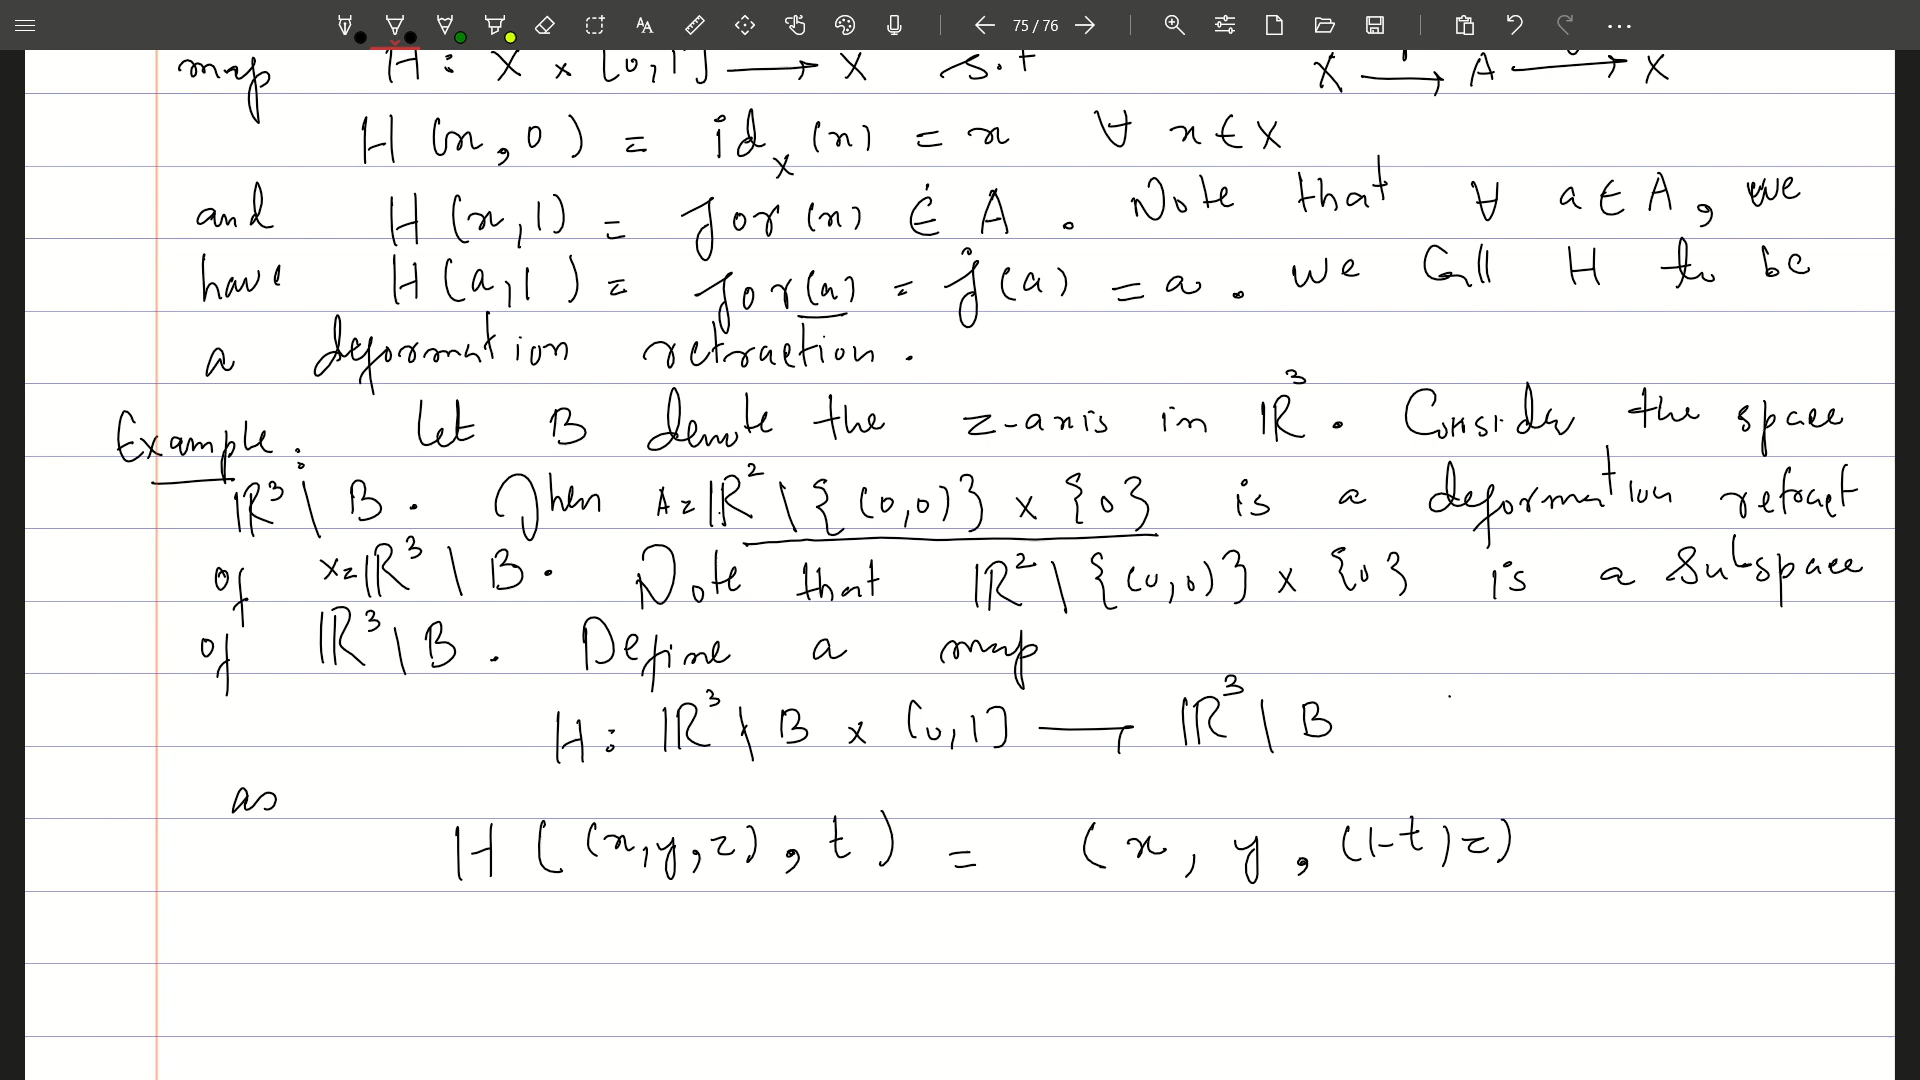 75 / 76
map H : X × [0,1] ⟶ X s.t X ⟶ A ⟶ X
H (x, 0) = id_X (x) = x ∀ x ∈ X
and H (x, 1) = j o r (x) ∈ A . Note that ∀ a ∈ A, we
have H (a, 1) = j o r (a) = j (a) = a . we Call H to be
a deformation retraction .
Example : Let B denote the z-axis in ℝ³ . Consider the space
ℝ³ \ B . Then A = ℝ² \ {(0,0)} × {0} is a deformation retract
of X = ℝ³ \ B . Note that ℝ² \ {(0,0)} × {0} is a Subspace
of ℝ³ \ B . Define a map
H : ℝ³ \ B × [0,1] ⟶ ℝ³ \ B
as
H ( (x, y, z) , t ) = (x, y, (1-t) z)